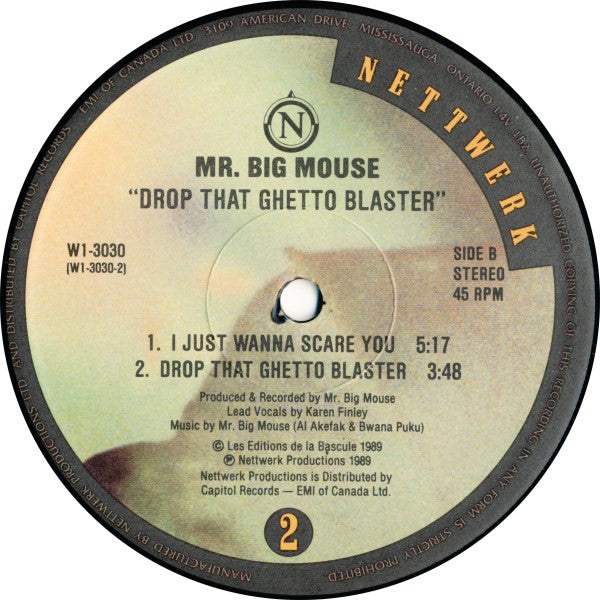 MANUFACTURED BY NETTWERK PRODUCTIONS LTD AND DISTRIBUTED BY CAPITOL RECORDS — EMI OF CANADA LTD. 3109 AMERICAN DRIVE, MISSISSAUGA, ONTARIO L4V 1B2. UNAUTHORIZED COPYING OF THIS RECORDING IN ANY FORM IS STRICTLY PROHIBITED.
NETTWERK
N
MR. BIG MOUSE
“DROP THAT GHETTO BLASTER”
W1-3030
(W1-3030-2)
SIDE B
STEREO
45 RPM
1. I JUST WANNA SCARE YOU 5:17
2. DROP THAT GHETTO BLASTER 3:48
Produced & Recorded by Mr. Big Mouse
Lead Vocals by Karen Finley
Music by Mr. Big Mouse (Al Akefak & Bwana Puku)
© Les Editions de la Bascule 1989
℗ Nettwerk Productions 1989
Nettwerk Productions is Distributed by
Capitol Records — EMI of Canada Ltd.
2